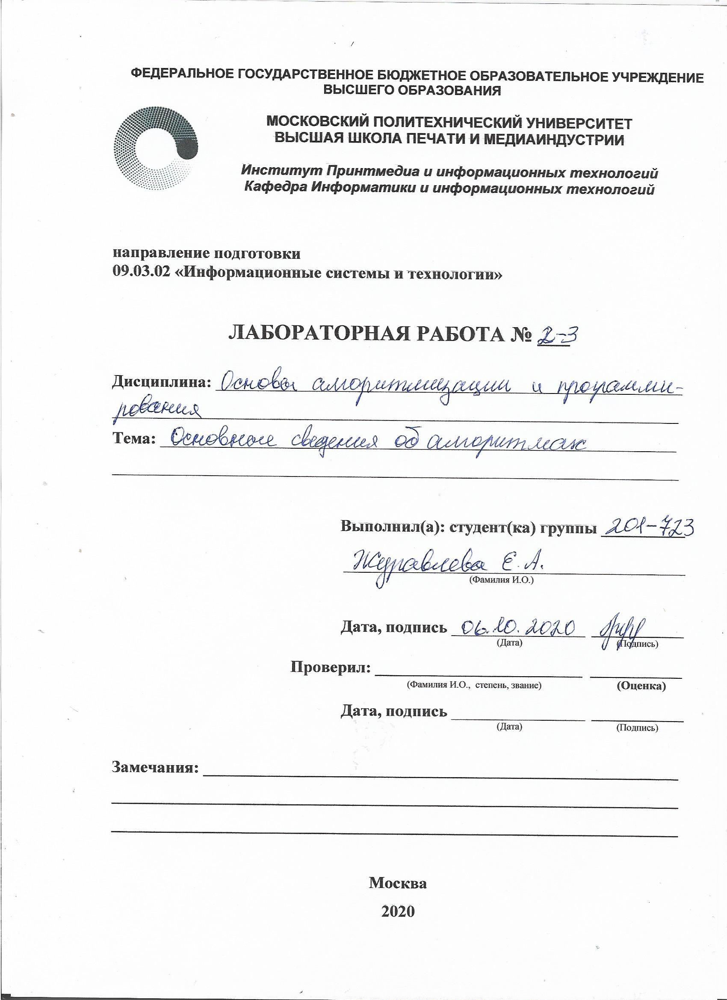 ФЕДЕРАЛЬНОЕ ГОСУДАРСТВЕННОЕ БЮДЖЕТНОЕ ОБРАЗОВАТЕЛЬНОЕ УЧРЕЖДЕНИЕ
ВЫСШЕГО ОБРАЗОВАНИЯ
МОСКОВСКИЙ ПОЛИТЕХНИЧЕСКИЙ УНИВЕРСИТЕТ
ВЫСШАЯ ШКОЛА ПЕЧАТИ И МЕДИАИНДУСТРИИ
Институт Принтмедиа и информационных технологий
Кафедра Информатики и информационных технологий
направление подготовки
09.03.02 «Информационные системы и технологии»
ЛАБОРАТОРНАЯ РАБОТА № 2-3
Дисциплина: Основы алгоритмизации и программи-
рования
Тема: Основные сведения об алгоритмах
Выполнил(а): студент(ка) группы 201-723
Журавлева Е. А.
(Фамилия И.О.)
Дата, подпись 06.10.2020
(Дата) (Подпись)
Проверил:
(Фамилия И.О., степень, звание) (Оценка)
Дата, подпись
(Дата) (Подпись)
Замечания:
Москва
2020